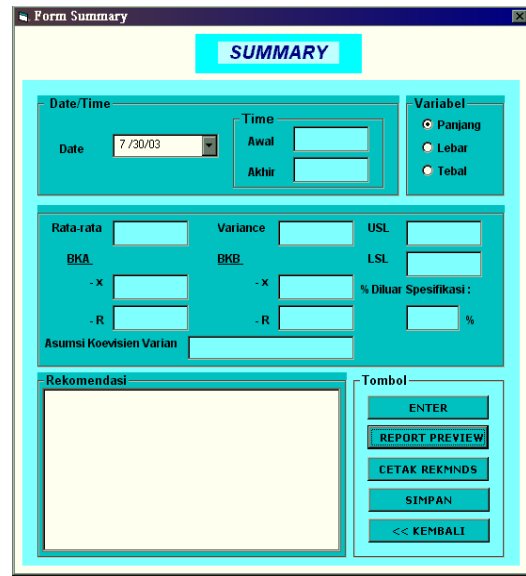 Form Summary
SUMMARY
Date/Time
Date 7 /30/03
Time
Awal
Akhir
Variabel
Panjang
Lebar
Tebal
Rata-rata Variance USL
BKA BKB LSL
- X - X % Diluar Spesifikasi :
- R - R %
Asumsi Koevisien Varian
Rekomendasi
Tombol
ENTER
REPORT PREVIEW
CETAK REKMNDS
SIMPAN
<< KEMBALI